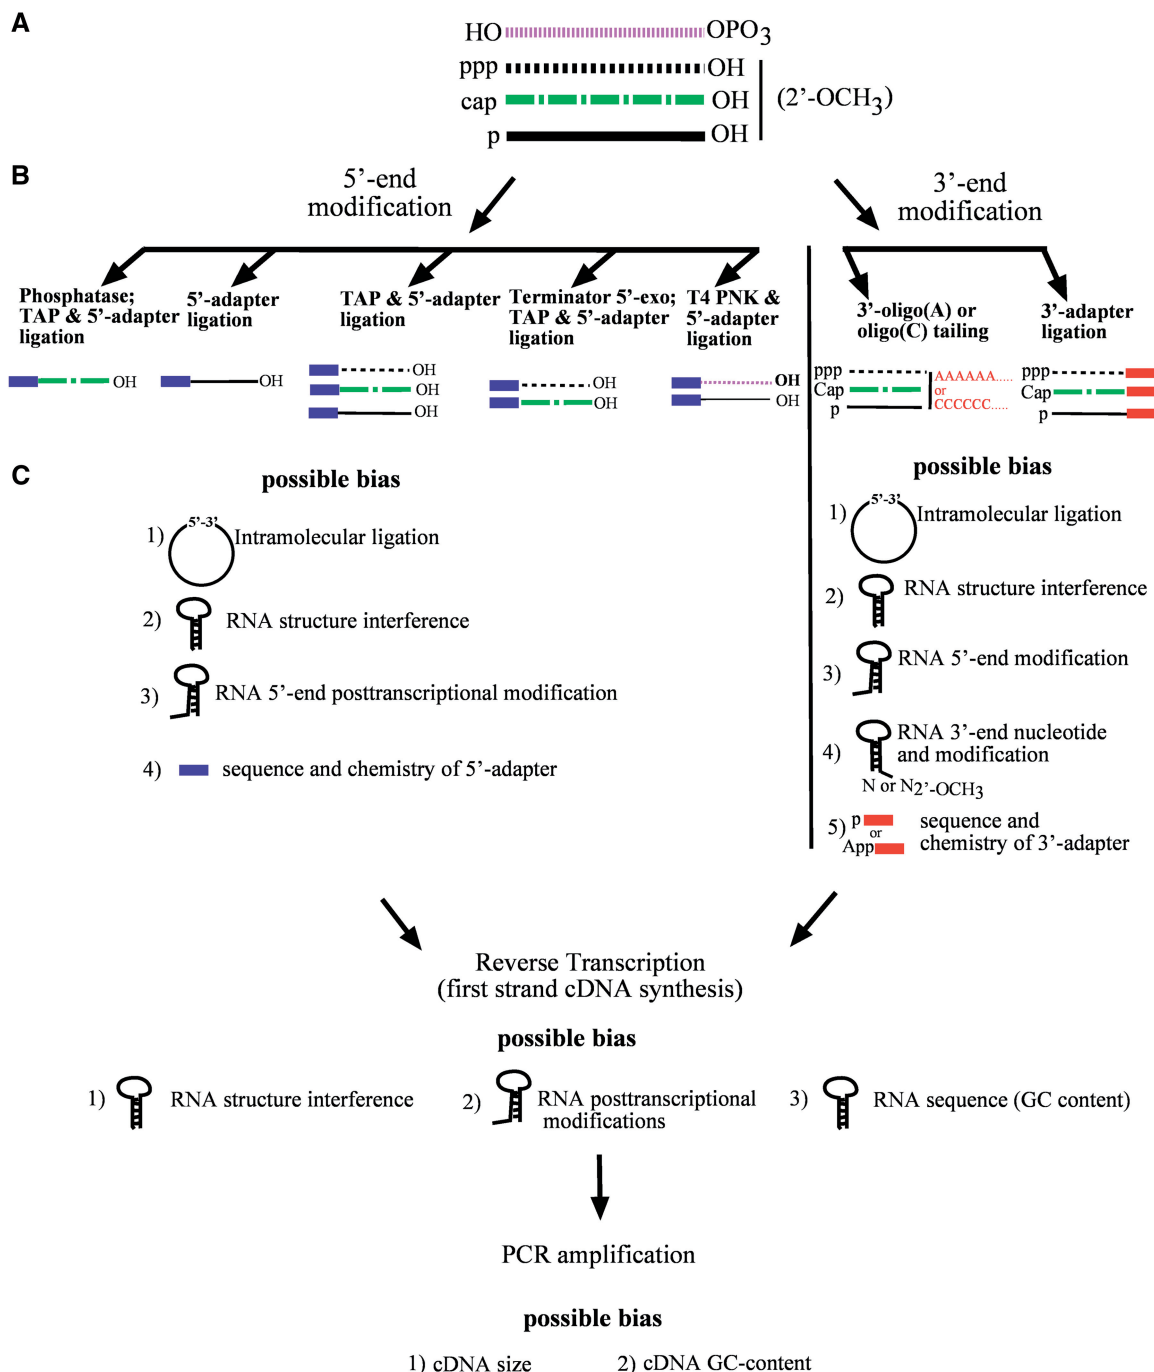 A
HO OPO3
ppp OH
cap OH (2’-OCH3)
p OH
B
5’-end
modification
3’-end
modification
Phosphatase;
TAP & 5’-adapter
ligation
5’-adapter
ligation
TAP & 5’-adapter
ligation
Terminator 5’-exo;
TAP & 5’-adapter
ligation
T4 PNK &
5’-adapter
ligation
3’-oligo(A) or
oligo(C) tailing
3’-adapter
ligation
OH
OH
OH
OH
OH
OH
OH
OH
OH
ppp
Cap
p
AAAAAA.....
or
CCCCCC.....
ppp
Cap
p
C
possible bias
1) 5’-3’ Intramolecular ligation
2) RNA structure interference
3) RNA 5’-end posttranscriptional modification
4) sequence and chemistry of 5’-adapter
possible bias
1) 5’-3’ Intramolecular ligation
2) RNA structure interference
3) RNA 5’-end modification
4) RNA 3’-end nucleotide
and modification
N or N2’-OCH3
5) p
or
App
sequence and
chemistry of 3’-adapter
Reverse Transcription
(first strand cDNA synthesis)
possible bias
1) RNA structure interference
2) RNA posttranscriptional
modifications
3) RNA sequence (GC content)
PCR amplification
possible bias
1) cDNA size 2) cDNA GC-content